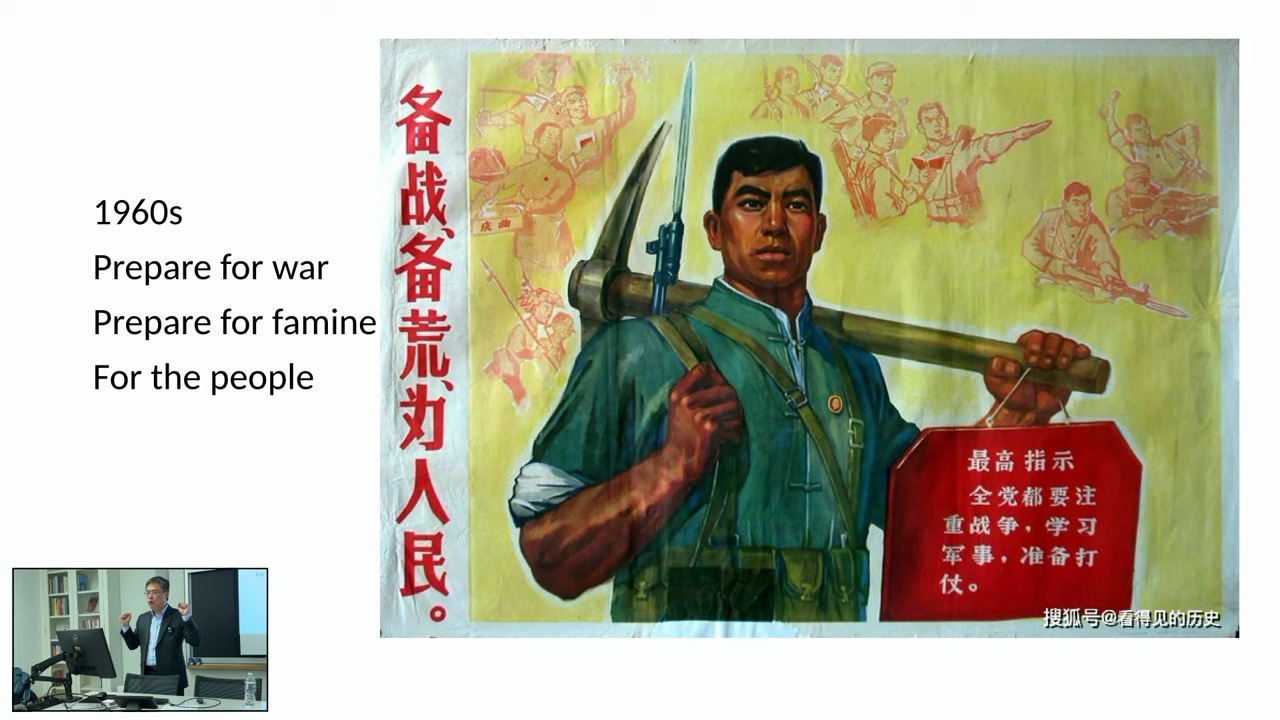 1960s
Prepare for war
Prepare for famine
For the people
备战、备荒、为人民。
最高指示
全党都要注
重战争，学习
军事，准备打
仗。
搜狐号@看得见的历史